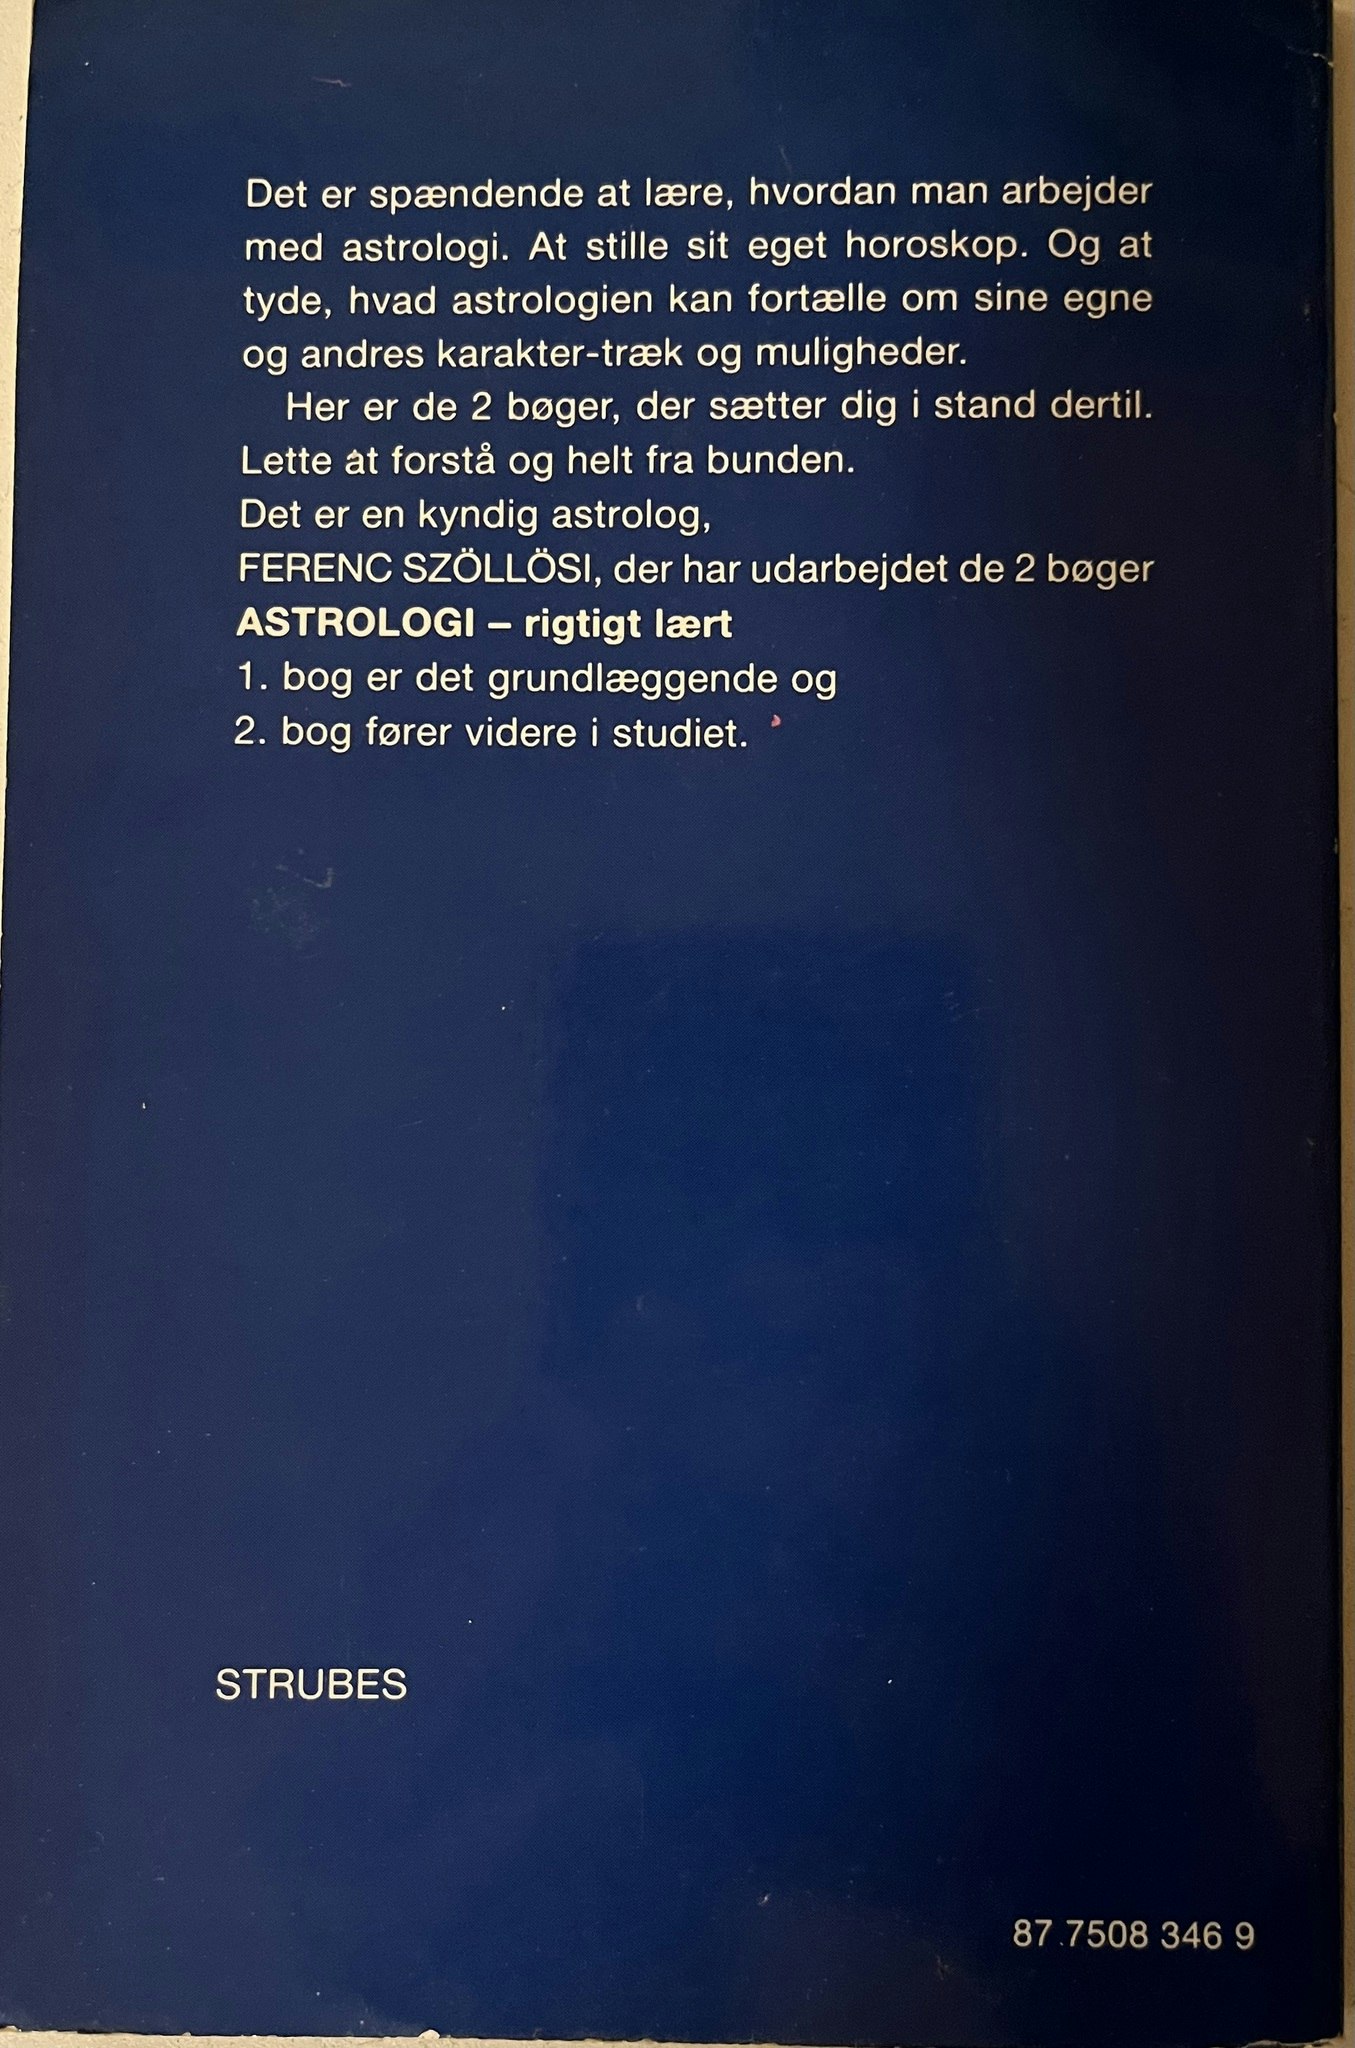 Det er spændende at lære, hvordan man arbejder
med astrologi. At stille sit eget horoskop. Og at
tyde, hvad astrologien kan fortælle om sine egne
og andres karakter-træk og muligheder.
Her er de 2 bøger, der sætter dig i stand dertil.
Lette at forstå og helt fra bunden.
Det er en kyndig astrolog,
FERENC SZÖLLÖSI, der har udarbejdet de 2 bøger
ASTROLOGI – rigtigt lært
1. bog er det grundlæggende og
2. bog fører videre i studiet.
STRUBES
87 7508 346 9